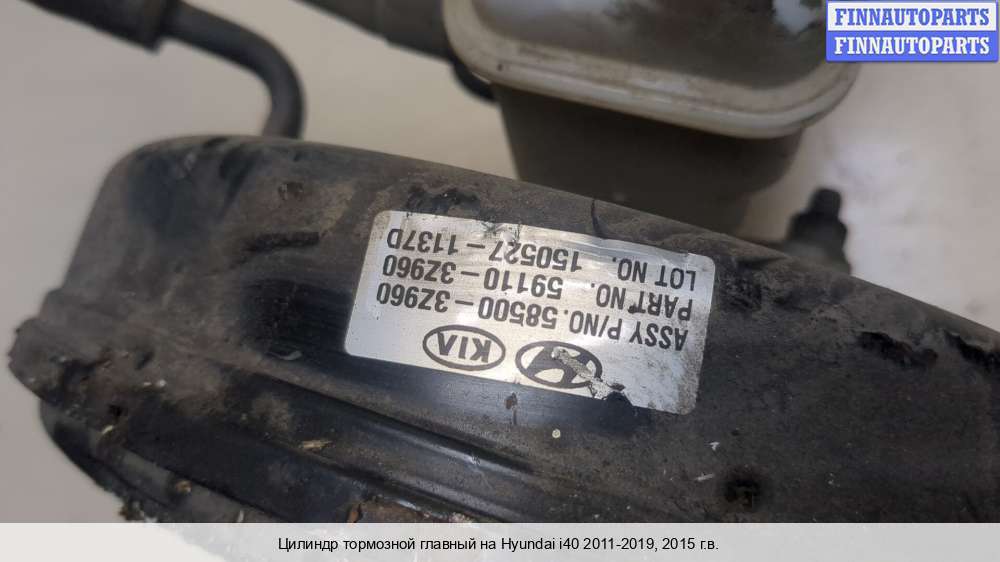 FINNAUTOPARTS
FINNAUTOPARTS
KIA
ASSY P/NO. 58500-3Z960
PART NO. 59110-3Z960
LOT NO. 150527-1137D
Цилиндр тормозной главный на Hyundai i40 2011-2019, 2015 г.в.